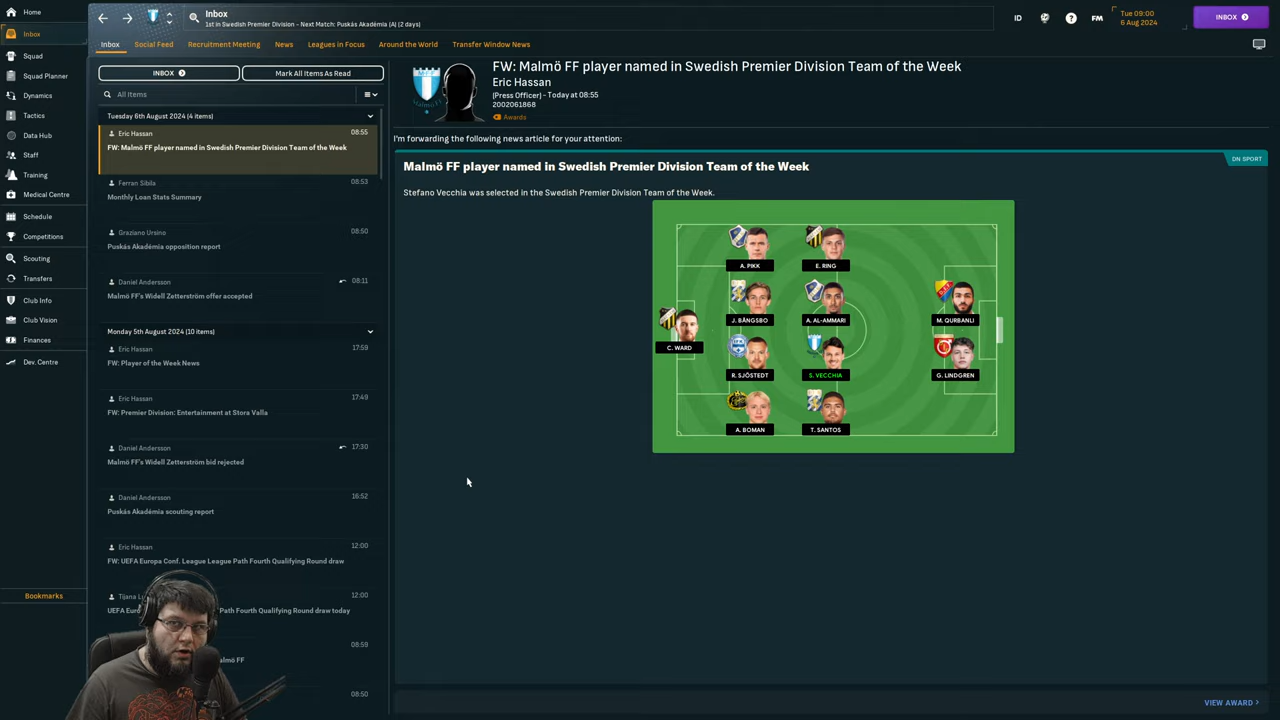 Home
Inbox
Squad
Squad Planner
Dynamics
Tactics
Data Hub
Staff
Training
Medical Centre
Schedule
Competitions
Scouting
Transfers
Club Info
Club Vision
Finances
Dev. Centre
Bookmarks
Inbox
1st in Swedish Premier Division - Next Match: Puskás Akadémia (A) (2 days)
ID
FM
Tue 09:00
6 Aug 2024
INBOX
Inbox
Social Feed
Recruitment Meeting
News
Leagues in Focus
Around the World
Transfer Window News
INBOX
Mark All Items As Read
All Items
Tuesday 6th August 2024 (4 items)
Eric Hassan 08:55
FW: Malmö FF player named in Swedish Premier Division Team of the Week
Ferran Sibila 08:53
Monthly Loan Stats Summary
Graziano Ursino 08:50
Puskás Akadémia opposition report
Daniel Andersson 08:11
Malmö FF's Widell Zetterström offer accepted
Monday 5th August 2024 (10 items)
Eric Hassan 17:59
FW: Player of the Week News
Eric Hassan 17:49
FW: Premier Division: Entertainment at Stora Valla
Daniel Andersson 17:30
Malmö FF's Widell Zetterström bid rejected
Daniel Andersson 16:52
Puskás Akadémia scouting report
Eric Hassan 12:00
FW: UEFA Europa Conf. League League Path Fourth Qualifying Round draw
12:00
Path Fourth Qualifying Round draw today
08:59
08:50
FW: Malmö FF player named in Swedish Premier Division Team of the Week
Eric Hassan
(Press Officer) - Today at 08:55
2002061868
Awards
I'm forwarding the following news article for your attention:
Malmö FF player named in Swedish Premier Division Team of the Week
DN SPORT
Stefano Vecchia was selected in the Swedish Premier Division Team of the Week.
A. PIKK
E. RING
J. BÅNGSBO
A. AL-AMMARI
M. QURBANLI
C. WARD
R. SJÖSTEDT
S. VECCHIA
G. LINDGREN
A. BOMAN
T. SANTOS
VIEW AWARD